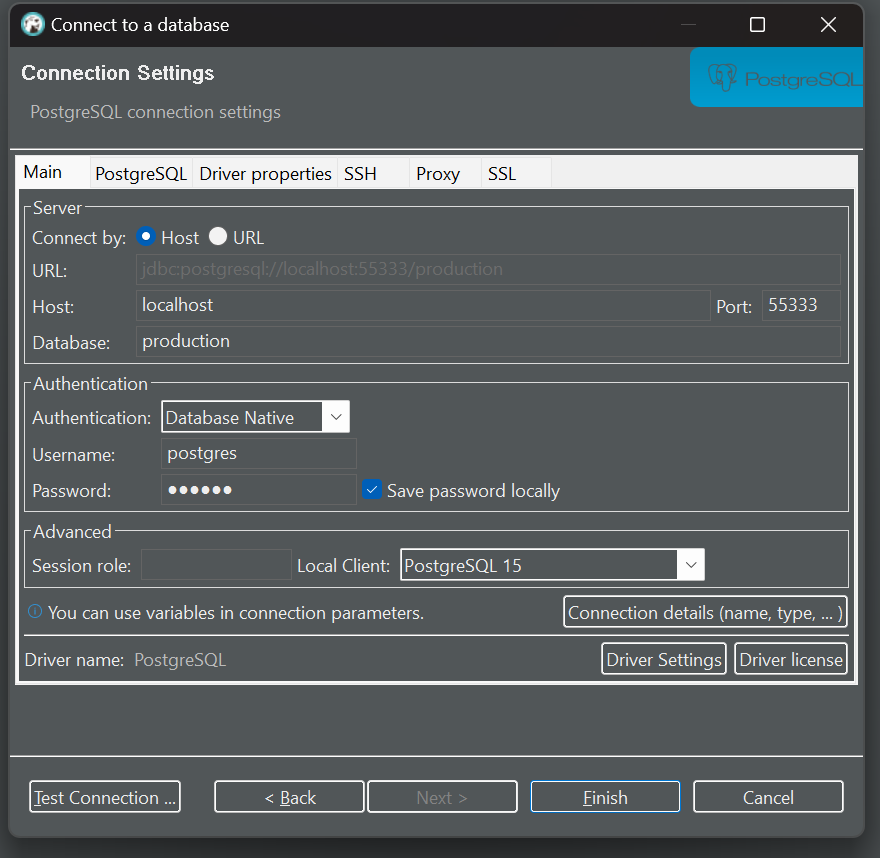 Connect to a database
Connection Settings
PostgreSQL connection settings
PostgreSQL
Main PostgreSQL Driver properties SSH Proxy SSL
Server
Connect by: Host URL
URL: jdbc:postgresql://localhost:55333/production
Host: localhost Port: 55333
Database: production
Authentication
Authentication: Database Native
Username: postgres
Password: •••••• Save password locally
Advanced
Session role: Local Client: PostgreSQL 15
You can use variables in connection parameters. Connection details (name, type, ... )
Driver name: PostgreSQL Driver Settings Driver license
Test Connection ... < Back Next > Finish Cancel